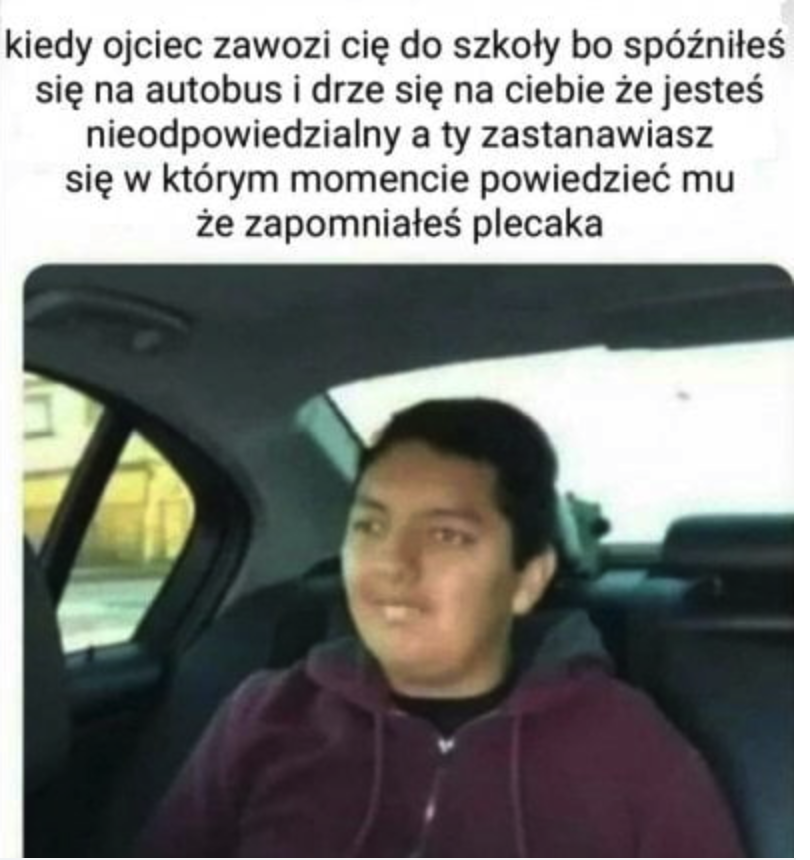 kiedy ojciec zawozi cię do szkoły bo spóźniłeś
się na autobus i drze się na ciebie że jesteś
nieodpowiedzialny a ty zastanawiasz
się w którym momencie powiedzieć mu
że zapomniałeś plecaka